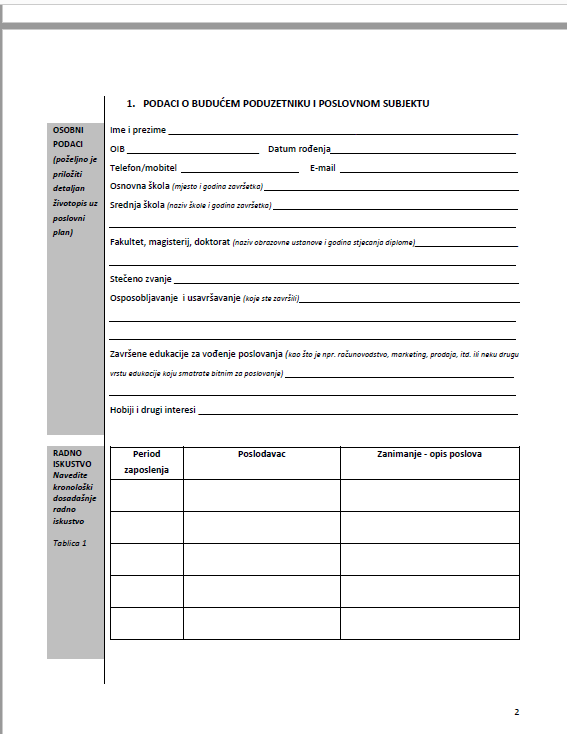 1. PODACI O BUDUĆEM PODUZETNIKU I POSLOVNOM SUBJEKTU
OSOBNI
PODACI
(poželjno je
priložiti
detaljan
životopis uz
poslovni
plan)
Ime i prezime
OIB Datum rođenja
Telefon/mobitel E-mail
Osnovna škola (mjesto i godina završetka)
Srednja škola (naziv škole i godina završetka)
Fakultet, magisterij, doktorat (naziv obrazovne ustanove i godina stjecanja diplome)
Stečeno zvanje
Osposobljavanje i usavršavanje (koje ste završili)
Završene edukacije za vođenje poslovanja (kao što je npr. računovodstvo, marketing, prodaja, itd. ili neku drugu
vrstu edukacije koju smatrate bitnim za poslovanje)
Hobiji i drugi interesi
RADNO
ISKUSTVO
Navedite
kronološki
dosadašnje
radno
iskustvo
Tablica 1
Period
zaposlenja
Poslodavac
Zanimanje - opis poslova
2